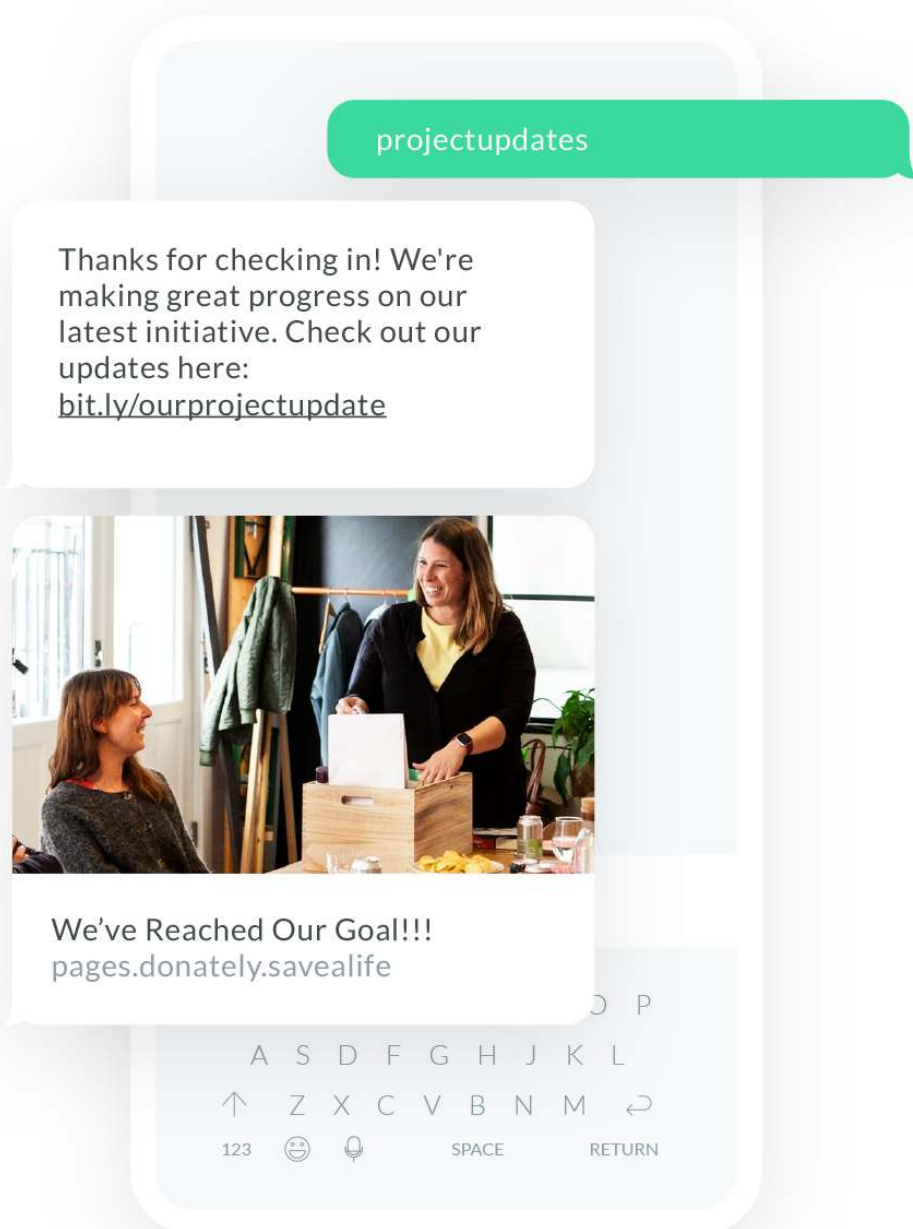 projectupdates
Thanks for checking in! We're
making great progress on our
latest initiative. Check out our
updates here:
bit.ly/ourprojectupdate
We’ve Reached Our Goal!!!
pages.donately.savealife
O P
A S D F G H J K L
Z X C V B N M
123 SPACE RETURN